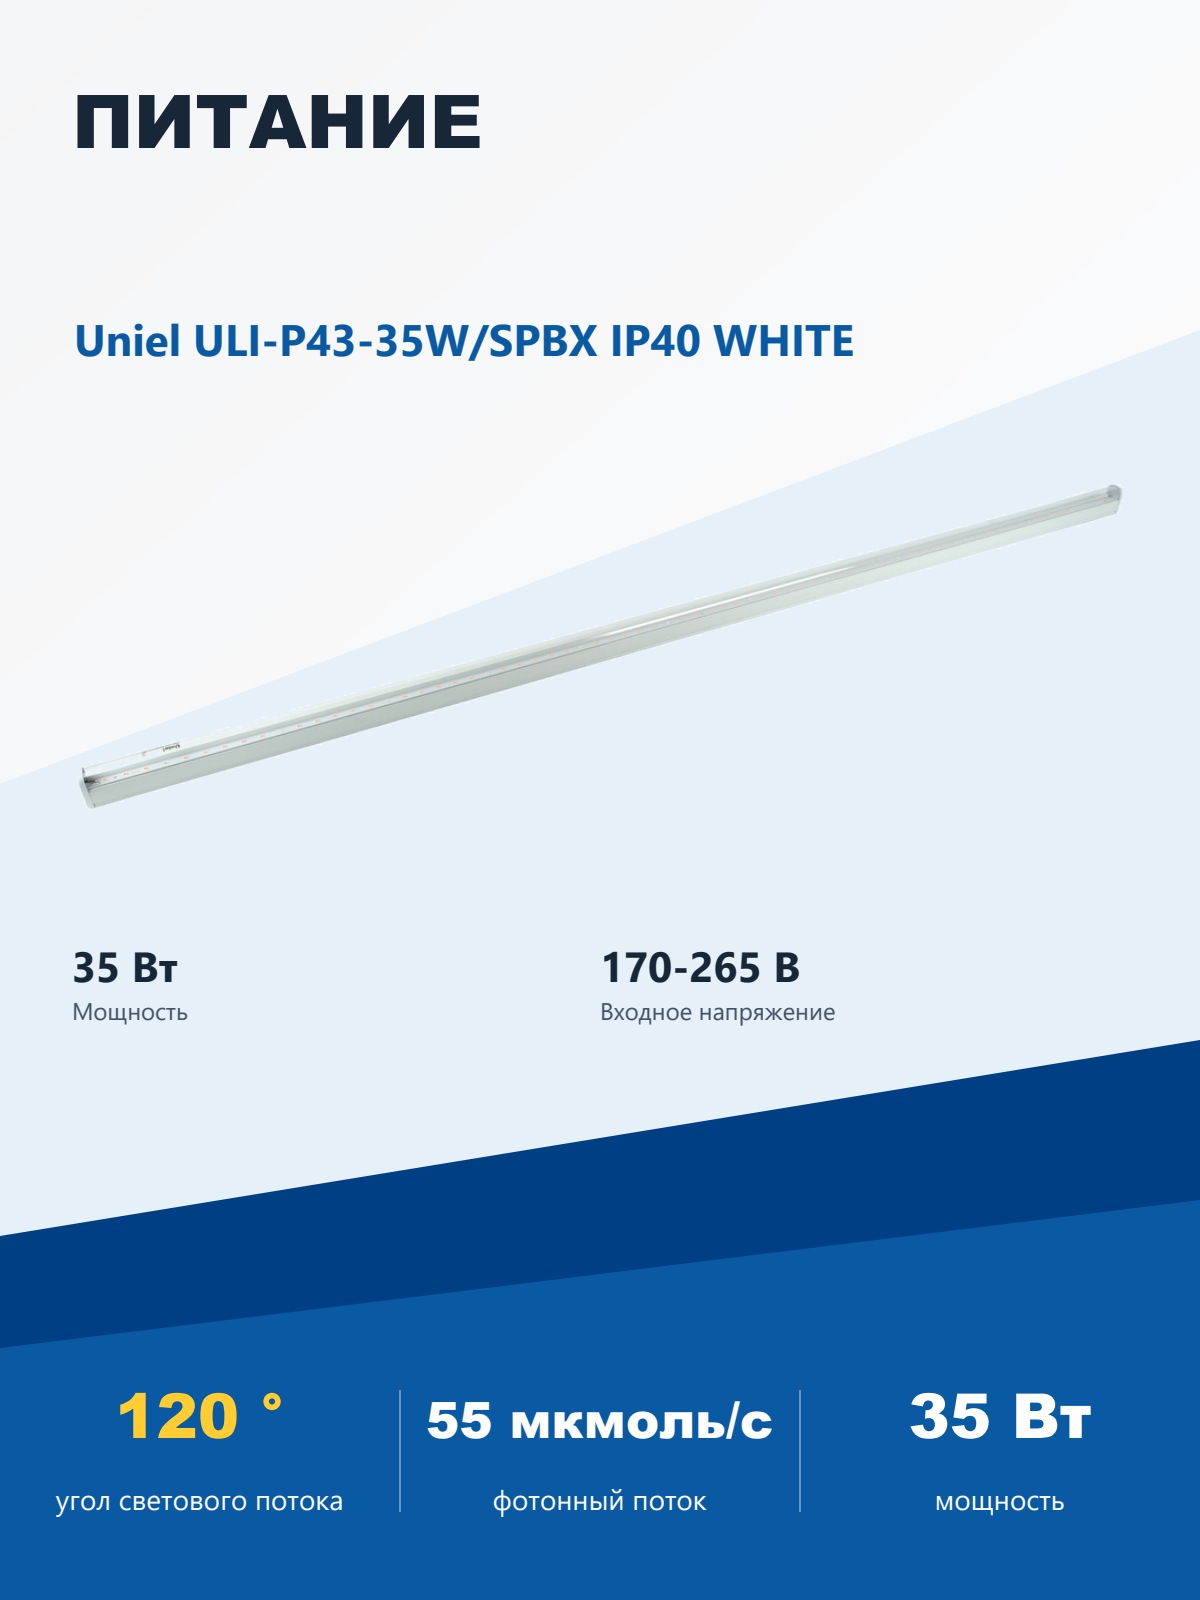 ПИТАНИЕ
Uniel ULI-P43-35W/SPBX IP40 WHITE
Uniel
35 Вт
Мощность
170-265 В
Входное напряжение
120 °
угол светового потока
55 мкмоль/с
фотонный поток
35 Вт
мощность